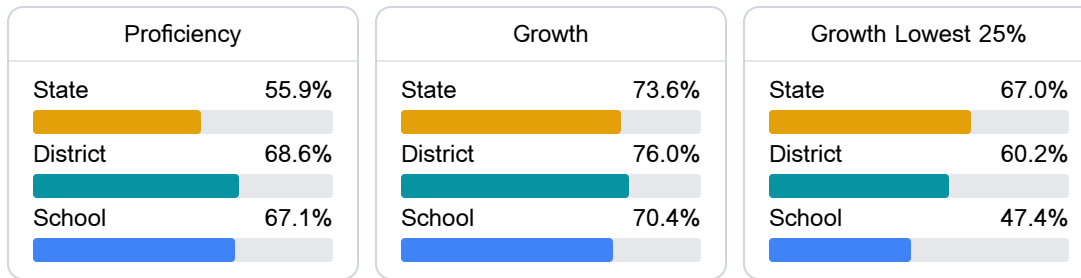 Proficiency
State 55.9%
District 68.6%
School 67.1%
Growth
State 73.6%
District 76.0%
School 70.4%
Growth Lowest 25%
State 67.0%
District 60.2%
School 47.4%